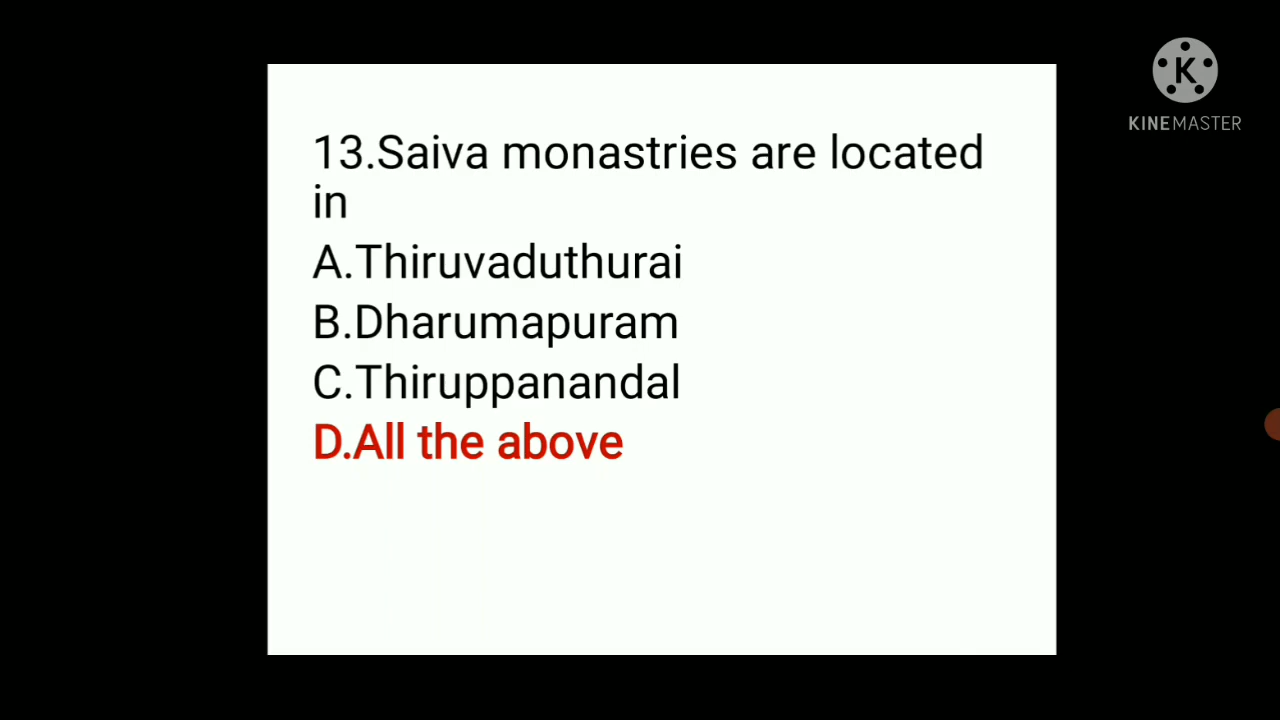 K
KINEMASTER
13.Saiva monastries are located
in
A.Thiruvaduthurai
B.Dharumapuram
C.Thiruppanandal
D.All the above